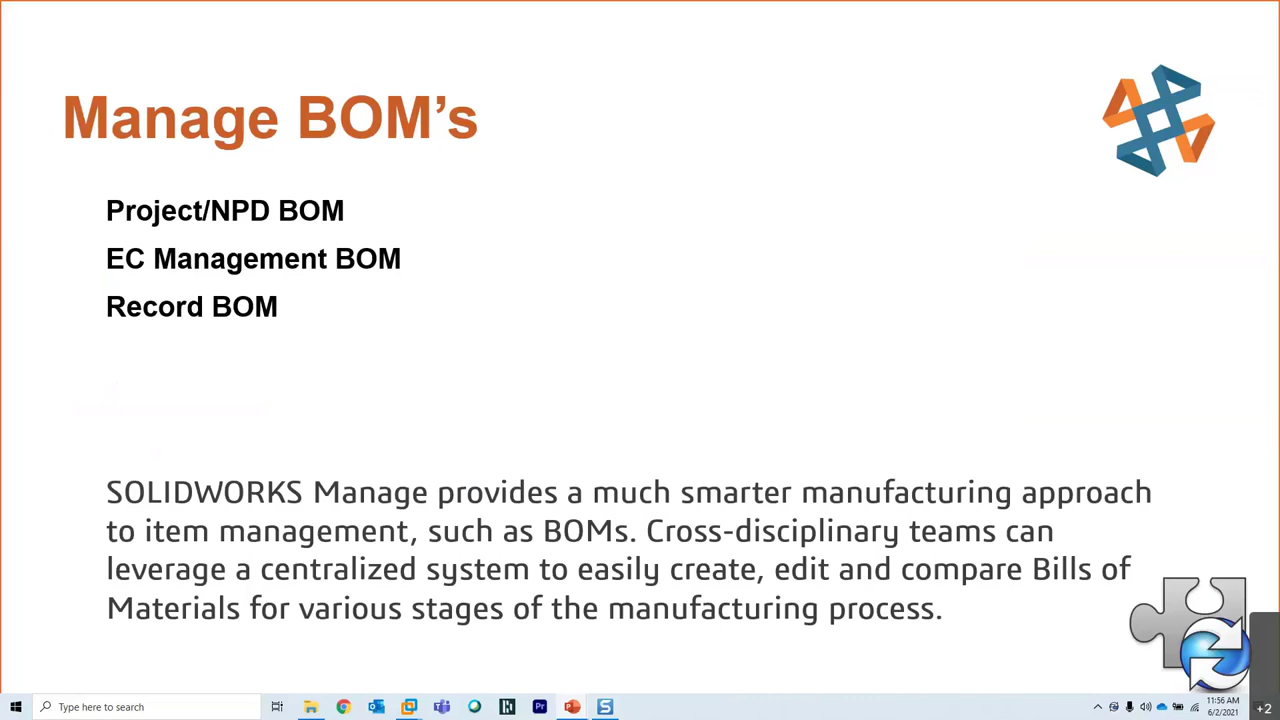 Manage BOM’s
Project/NPD BOM
EC Management BOM
Record BOM
SOLIDWORKS Manage provides a much smarter manufacturing approach
to item management, such as BOMs. Cross-disciplinary teams can
leverage a centralized system to easily create, edit and compare Bills of
Materials for various stages of the manufacturing process.
Type here to search
Pr
11:56 AM
6/2/2021
+2